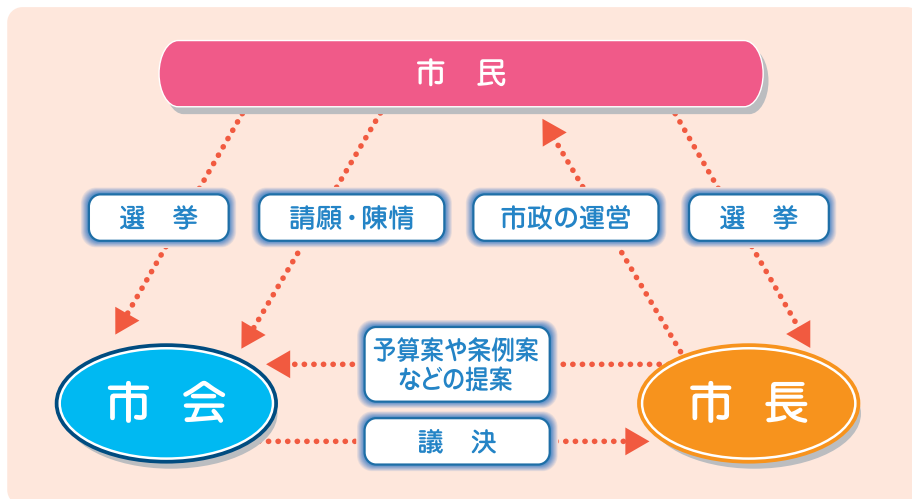 市　民
選　挙
請願・陳情
市政の運営
選　挙
予算案や条例案
などの提案
市　会
市　長
議　決